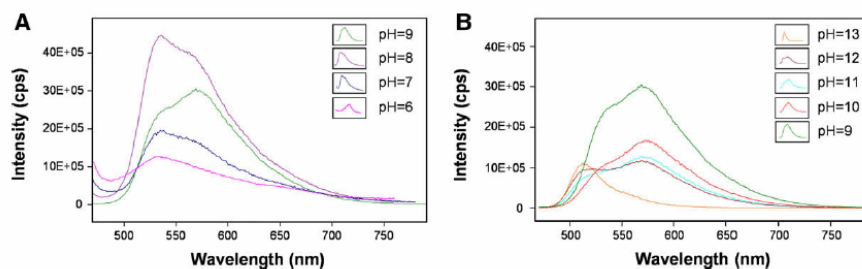 A
Intensity (cps)
40E+05
30E+05
20E+05
10E+05
0
500 550 600 650 700 750
Wavelength (nm)
pH=9
pH=8
pH=7
pH=6
B
Intensity (cps)
40E+05
30E+05
20E+05
10E+05
0
500 550 600 650 700 750
Wavelength (nm)
pH=13
pH=12
pH=11
pH=10
pH=9